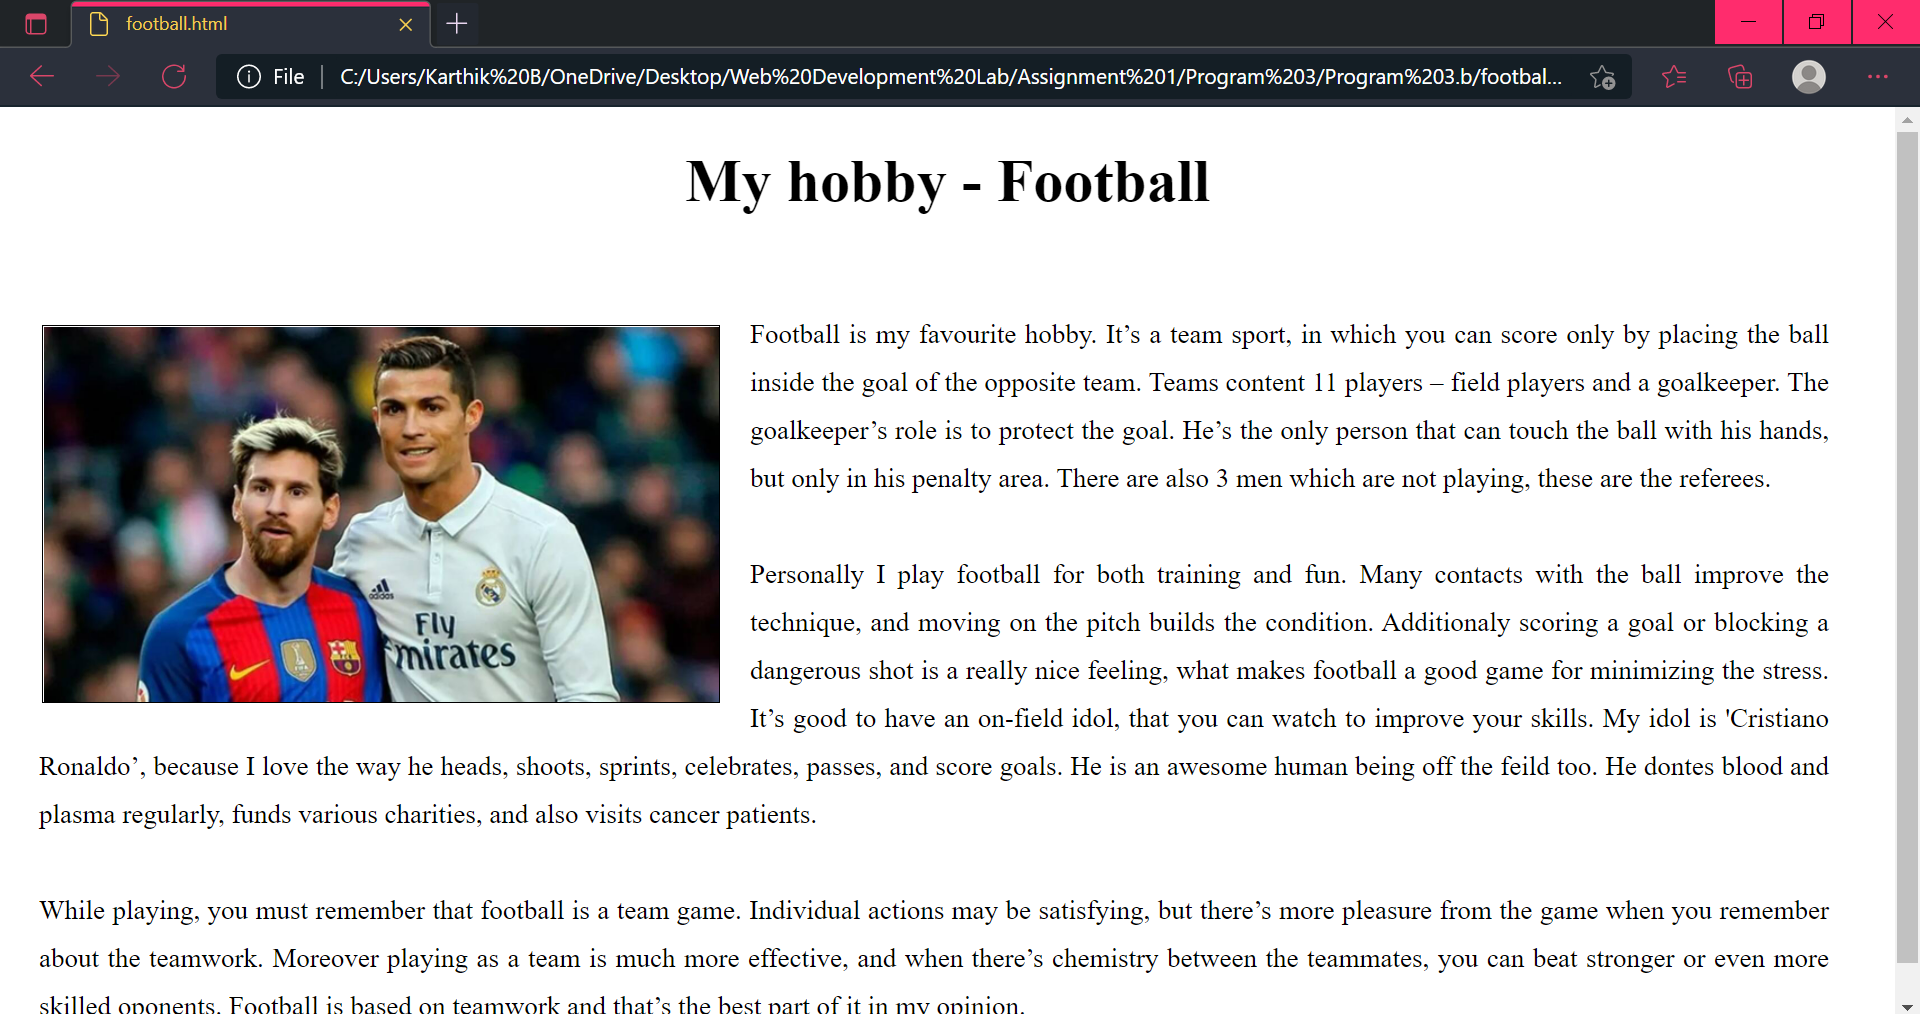 football.html
File
C:/Users/Karthik%20B/OneDrive/Desktop/Web%20Development%20Lab/Assignment%201/Program%203/Program%203.b/footbal...
My hobby - Football
Football is my favourite hobby. It’s a team sport, in which you can score only by placing the ball
inside the goal of the opposite team. Teams content 11 players – field players and a goalkeeper. The
goalkeeper’s role is to protect the goal. He’s the only person that can touch the ball with his hands,
but only in his penalty area. There are also 3 men which are not playing, these are the referees.
adidas
Fly
mirates
Personally I play football for both training and fun. Many contacts with the ball improve the
technique, and moving on the pitch builds the condition. Additionaly scoring a goal or blocking a
dangerous shot is a really nice feeling, what makes football a good game for minimizing the stress.
It’s good to have an on-field idol, that you can watch to improve your skills. My idol is 'Cristiano
Ronaldo’, because I love the way he heads, shoots, sprints, celebrates, passes, and score goals. He is an awesome human being off the feild too. He dontes blood and
plasma regularly, funds various charities, and also visits cancer patients.
While playing, you must remember that football is a team game. Individual actions may be satisfying, but there’s more pleasure from the game when you remember
about the teamwork. Moreover playing as a team is much more effective, and when there’s chemistry between the teammates, you can beat stronger or even more
skilled oponents. Football is based on teamwork and that’s the best part of it in my opinion.